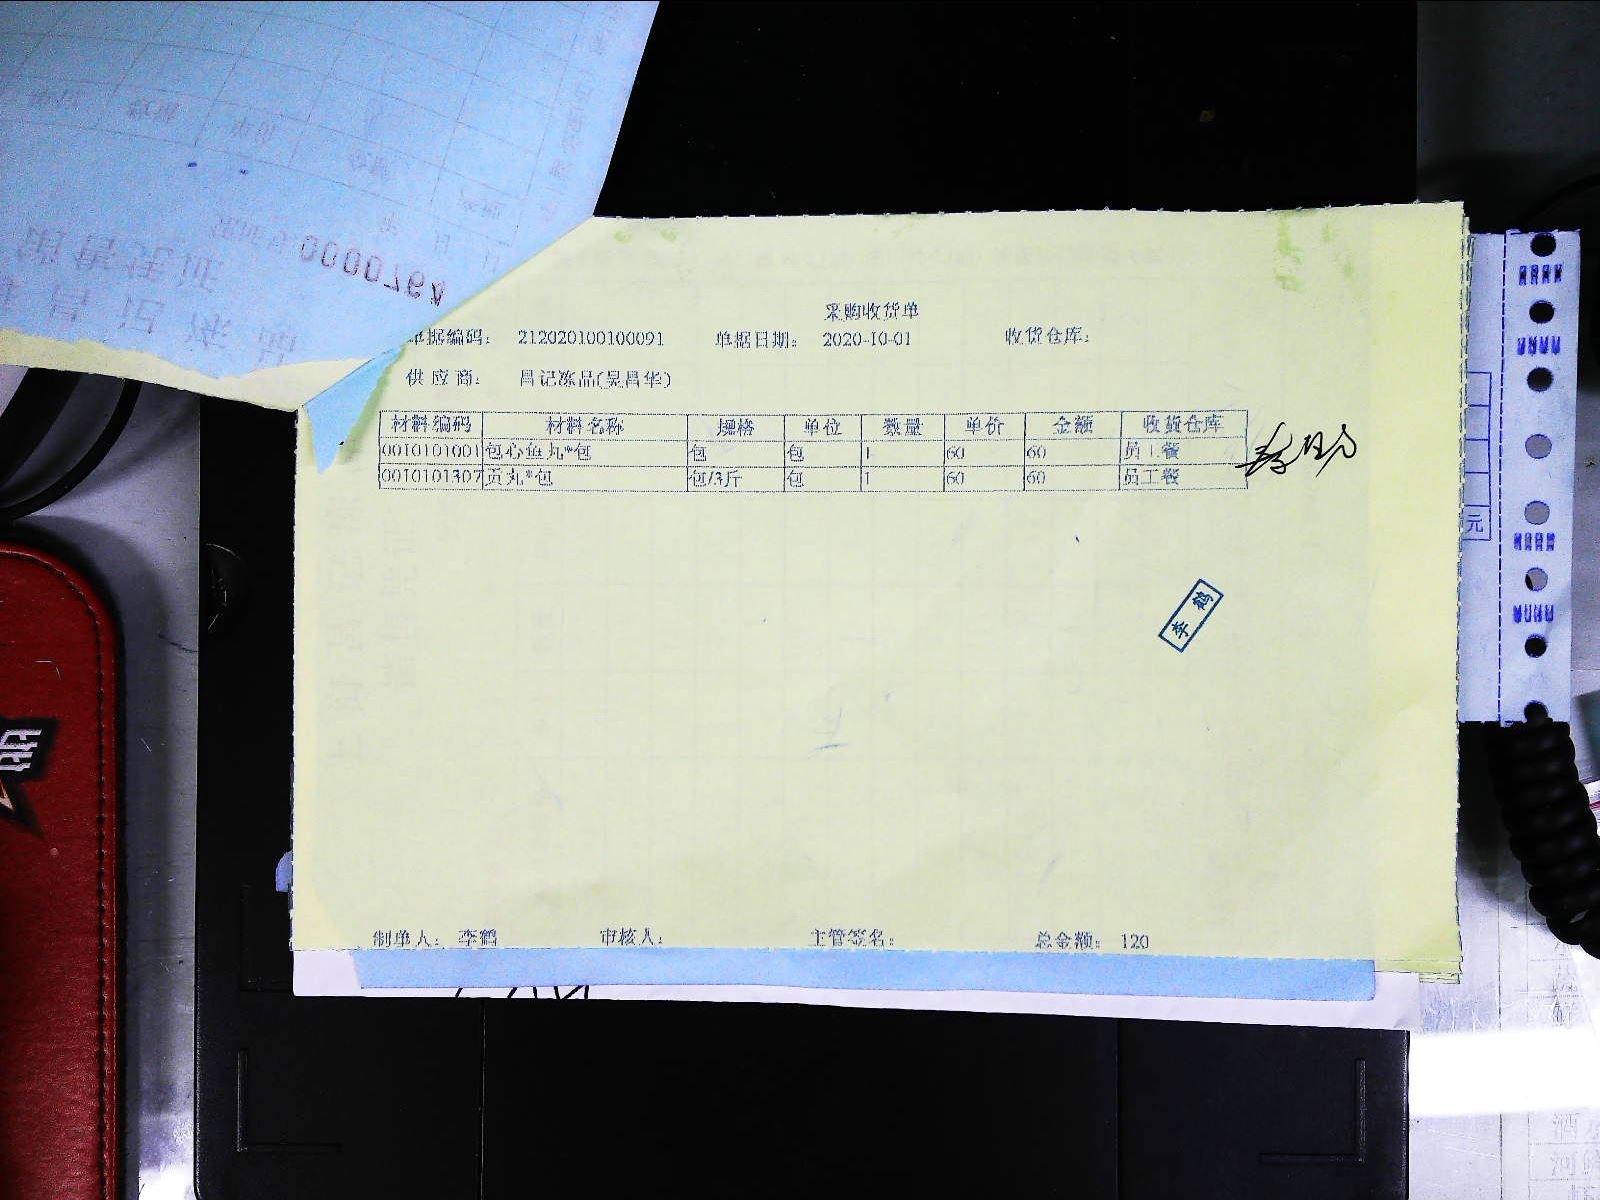 采购收货单
单据编码： 212020100100091 单据日期： 2020-10-01 收货仓库：
供应商： 昌记冻品(吴昌华)
材料编码 材料名称 规格 单位 数量 单价 金额 收货仓库
0010101001 包心鱼丸*包 包 包 1 60 60 员工餐
0010101307 贡丸*包 包/3斤 包 1 60 60 员工餐
李鹤
制单人： 李鹤 审核人： 主管签名： 总金额： 120
元